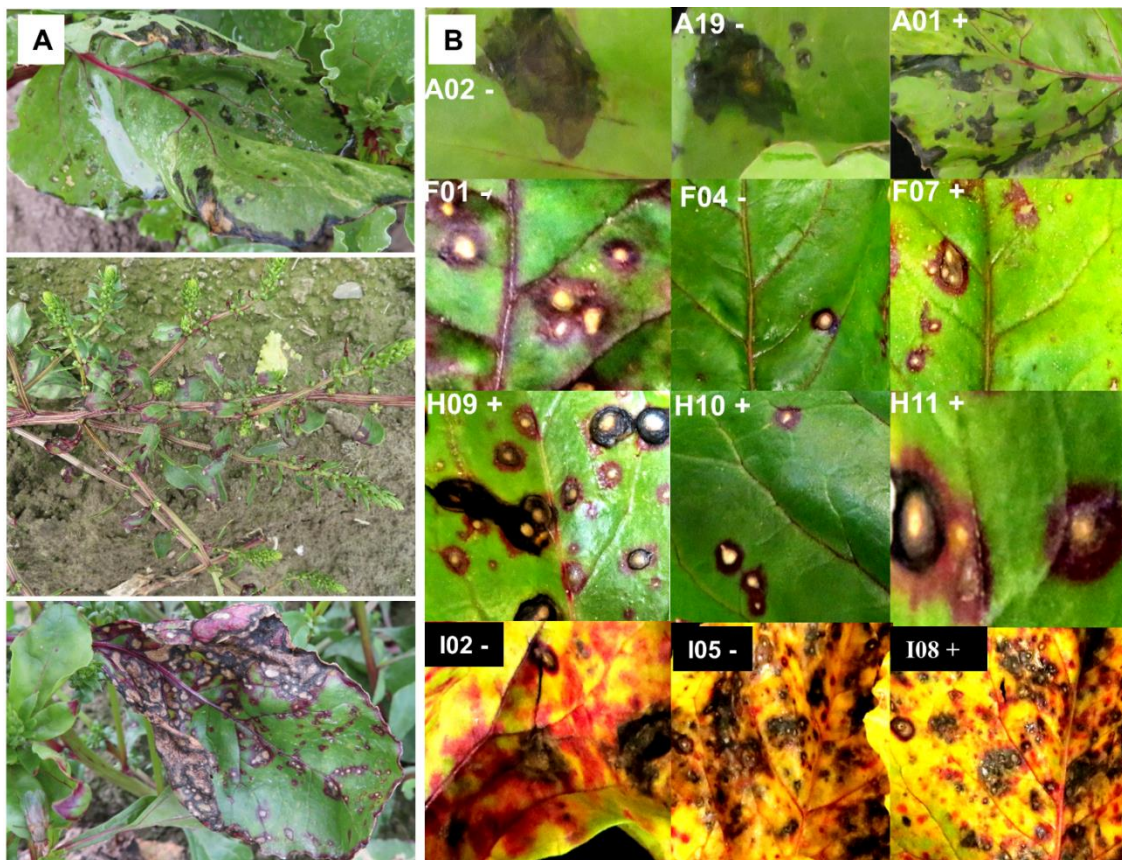 A
B
A02 -
A19 -
A01 +
F01 -
F04 -
F07 +
H09 +
H10 +
H11 +
I02 -
I05 -
I08 +